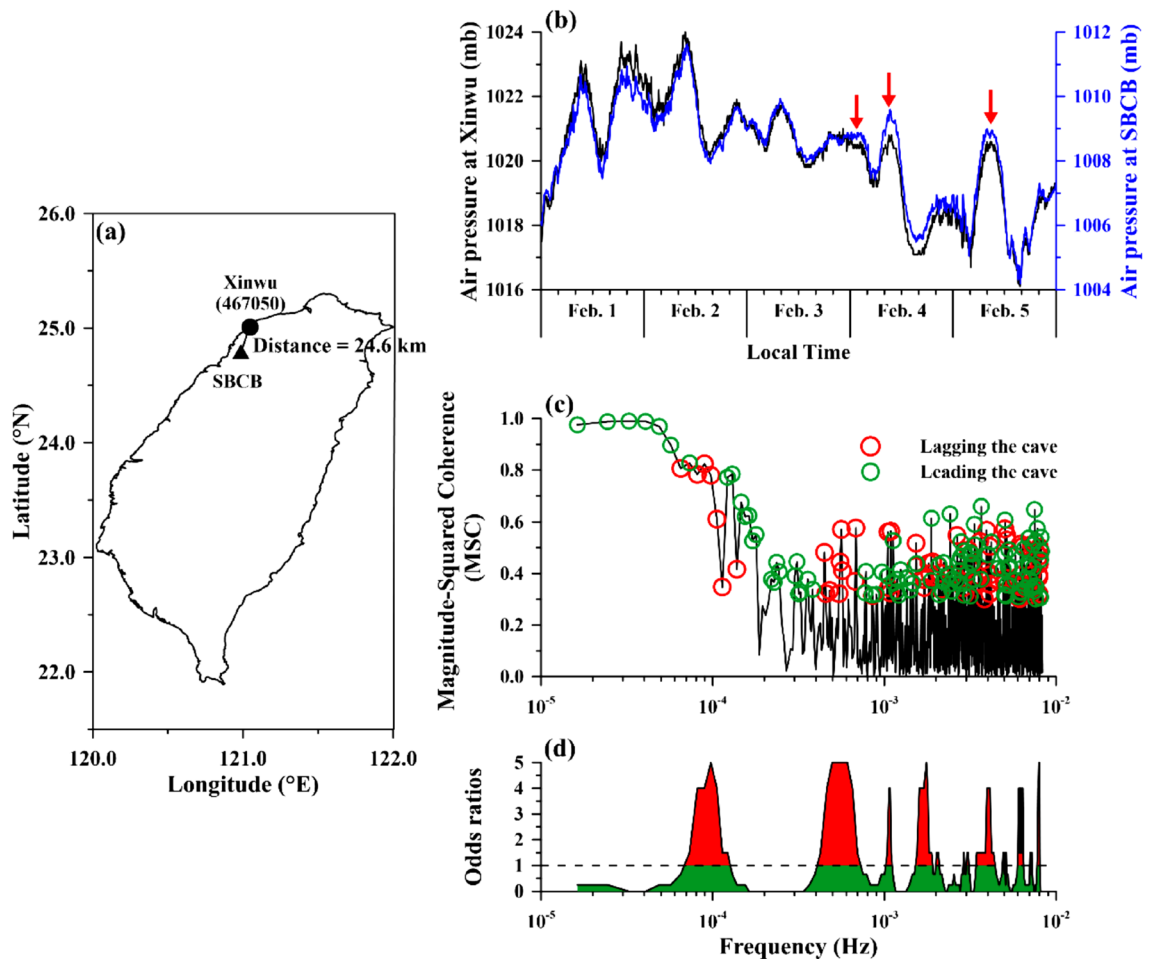 (a)
26.0
25.0
24.0
23.0
22.0
Latitude (°N)
Xinwu
(467050)
Distance = 24.6 km
SBCB
120.0 121.0 122.0
Longitude (°E)
(b)
Air pressure at Xinwu (mb)
1024
1022
1020
1018
1016
Air pressure at SBCB (mb)
1012
1010
1008
1006
1004
Feb. 1 Feb. 2 Feb. 3 Feb. 4 Feb. 5
Local Time
(c)
Magnitude-Squared Coherence
(MSC)
1.0
0.8
0.6
0.4
0.2
0.0
Lagging the cave
Leading the cave
10⁻⁵ 10⁻⁴ 10⁻³ 10⁻²
(d)
Odds ratios
5
4
3
2
1
0
10⁻⁵ 10⁻⁴ 10⁻³ 10⁻²
Frequency (Hz)